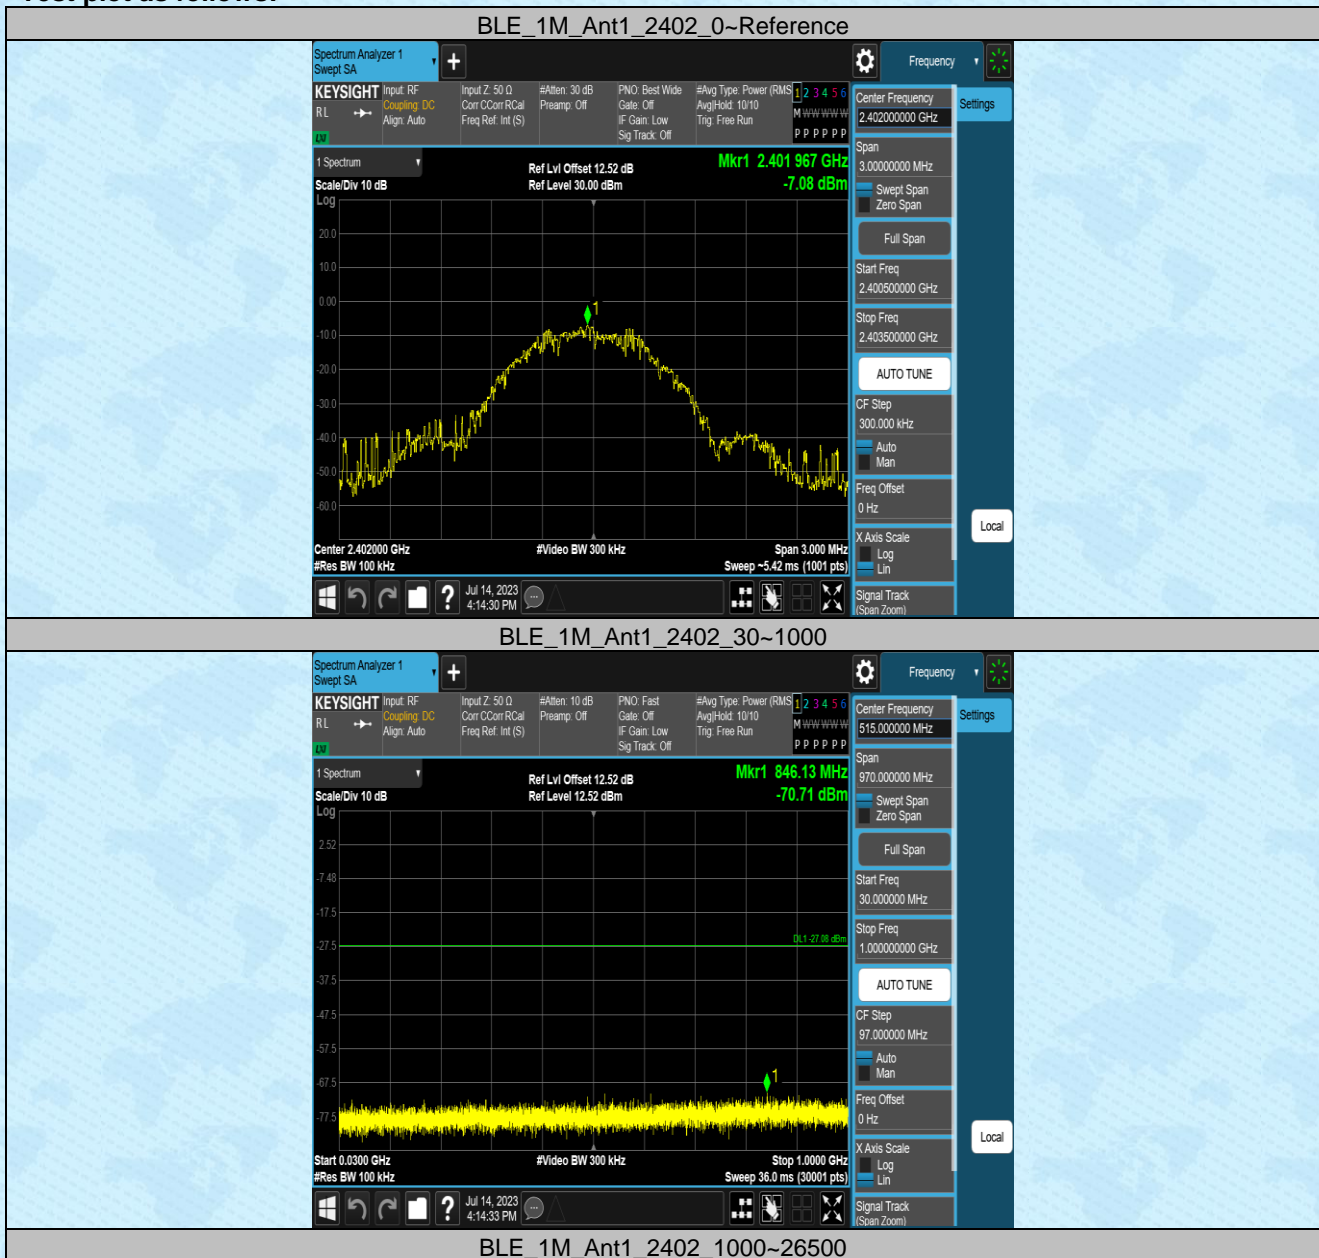 Test plot as follows:
BLE_1M_Ant1_2402_0~Reference
Spectrum Analyzer 1
Swept SA
+
Frequency
KEYSIGHT
RL
Input: RF
Coupling: DC
Align: Auto
Input Z: 50 Ω
Corr CCorr RCal
Freq Ref: Int (S)
#Atten: 30 dB
Preamp: Off
PNO: Best Wide
Gate: Off
IF Gain: Low
Sig Track: Off
#Avg Type: Power (RMS
Avg|Hold: 10/10
Trig: Free Run
1 2 3 4 5 6
M W W W W W
P P P P P P
Center Frequency
2.402000000 GHz
Settings
1 Spectrum
Scale/Div 10 dB
Log
Ref Lvl Offset 12.52 dB
Ref Level 30.00 dBm
Mkr1 2.401 967 GHz
-7.08 dBm
Span
3.00000000 MHz
Swept Span
Zero Span
Full Span
Start Freq
2.400500000 GHz
Stop Freq
2.403500000 GHz
AUTO TUNE
CF Step
300.000 kHz
Auto
Man
Freq Offset
0 Hz
X Axis Scale
Log
Lin
Signal Track
(Span Zoom)
Local
20.0
10.0
0.00
-10.0
-20.0
-30.0
-40.0
-50.0
-60.0
1
Center 2.402000 GHz
#Res BW 100 kHz
#Video BW 300 kHz
Span 3.000 MHz
Sweep ~5.42 ms (1001 pts)
?
Jul 14, 2023
4:14:30 PM
BLE_1M_Ant1_2402_30~1000
Spectrum Analyzer 1
Swept SA
+
Frequency
KEYSIGHT
RL
Input: RF
Coupling: DC
Align: Auto
Input Z: 50 Ω
Corr CCorr RCal
Freq Ref: Int (S)
#Atten: 10 dB
Preamp: Off
PNO: Fast
Gate: Off
IF Gain: Low
Sig Track: Off
#Avg Type: Power (RMS
Avg|Hold: 10/10
Trig: Free Run
1 2 3 4 5 6
M W W W W W
P P P P P P
Center Frequency
515.000000 MHz
Settings
1 Spectrum
Scale/Div 10 dB
Log
Ref Lvl Offset 12.52 dB
Ref Level 12.52 dBm
Mkr1 846.13 MHz
-70.71 dBm
Span
970.000000 MHz
Swept Span
Zero Span
Full Span
Start Freq
30.000000 MHz
Stop Freq
1.000000000 GHz
AUTO TUNE
CF Step
97.000000 MHz
Auto
Man
Freq Offset
0 Hz
X Axis Scale
Log
Lin
Signal Track
(Span Zoom)
Local
2.52
-7.48
-17.5
-27.5
-37.5
-47.5
-57.5
-67.5
-77.5
DL1 -27.08 dBm
1
Start 0.0300 GHz
#Res BW 100 kHz
#Video BW 300 kHz
Stop 1.0000 GHz
Sweep 36.0 ms (30001 pts)
?
Jul 14, 2023
4:14:33 PM
BLE_1M_Ant1_2402_1000~26500